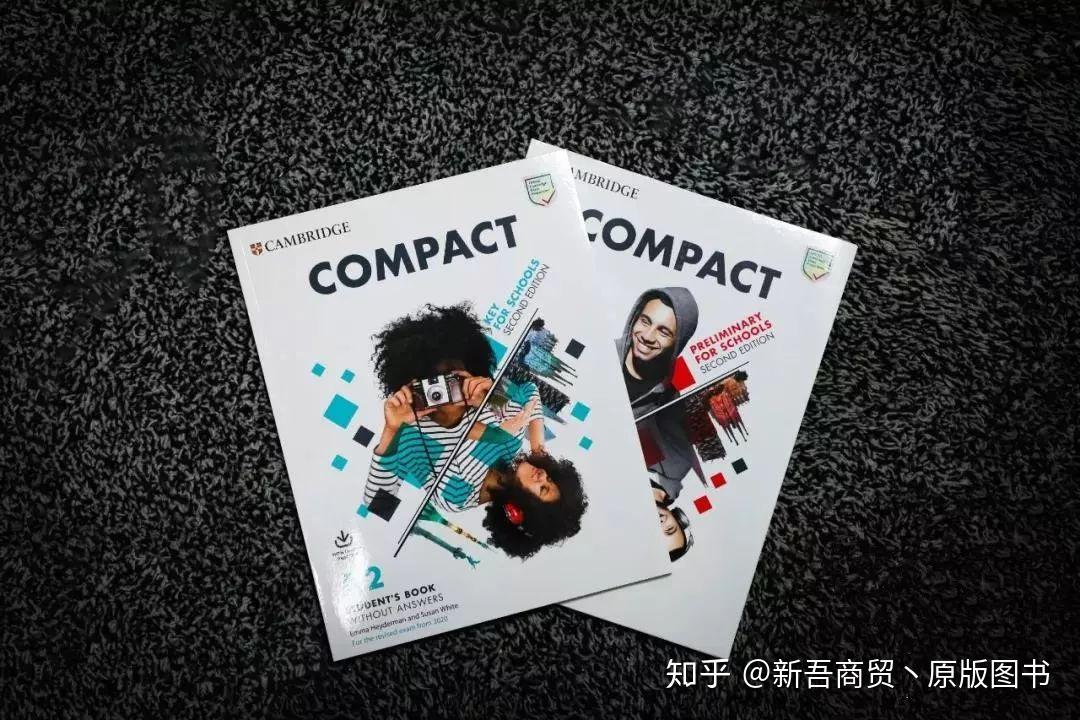 CAMBRIDGE
COMPACT
KEY
FOR SCHOOLS
SECOND EDITION
2
STUDENT'S BOOK
WITHOUT ANSWERS
Emma Heyderman and Susan White
For the revised exam from 2020
CAMBRIDGE
COMPACT
PRELIMINARY
FOR SCHOOLS
SECOND EDITION
知乎 @新吾商贸丶原版图书